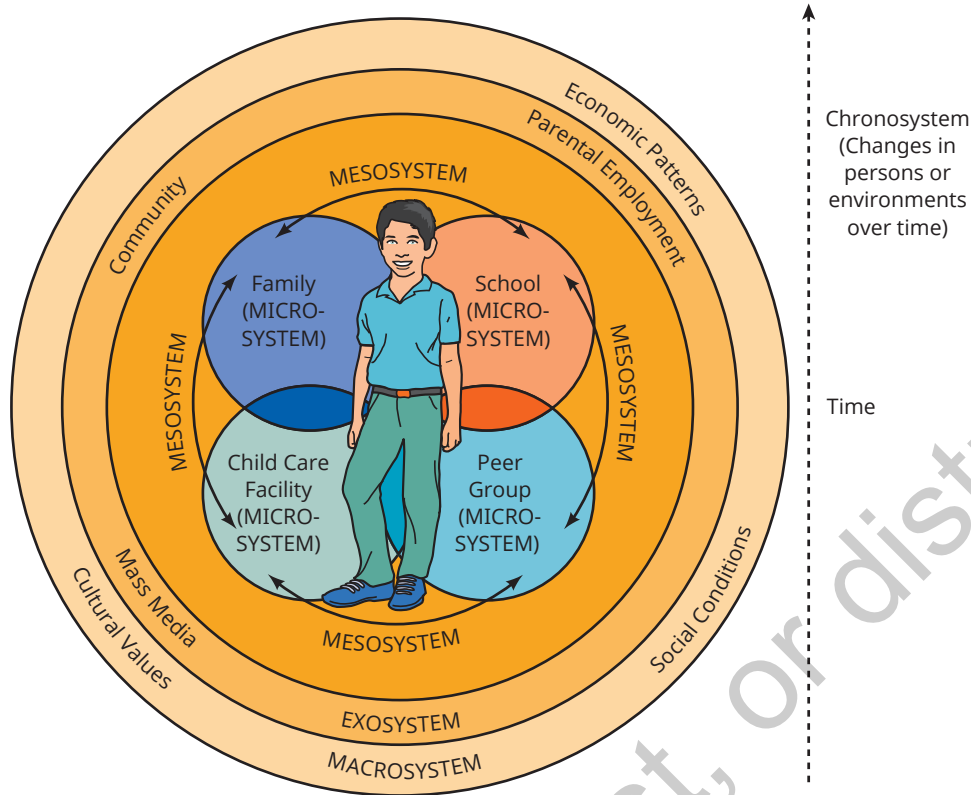 Economic Patterns
Parental Employment
Community
MESOSYSTEM
Chronosystem
(Changes in
persons or
environments
over time)
Family
(MICRO-
SYSTEM)
School
(MICRO-
SYSTEM)
MESOSYSTEM
MESOSYSTEM
Time
Child Care
Facility
(MICRO-
SYSTEM)
Peer
Group
(MICRO-
SYSTEM)
Mass Media
Cultural Values
Social Conditions
MESOSYSTEM
EXOSYSTEM
MACROSYSTEM
or